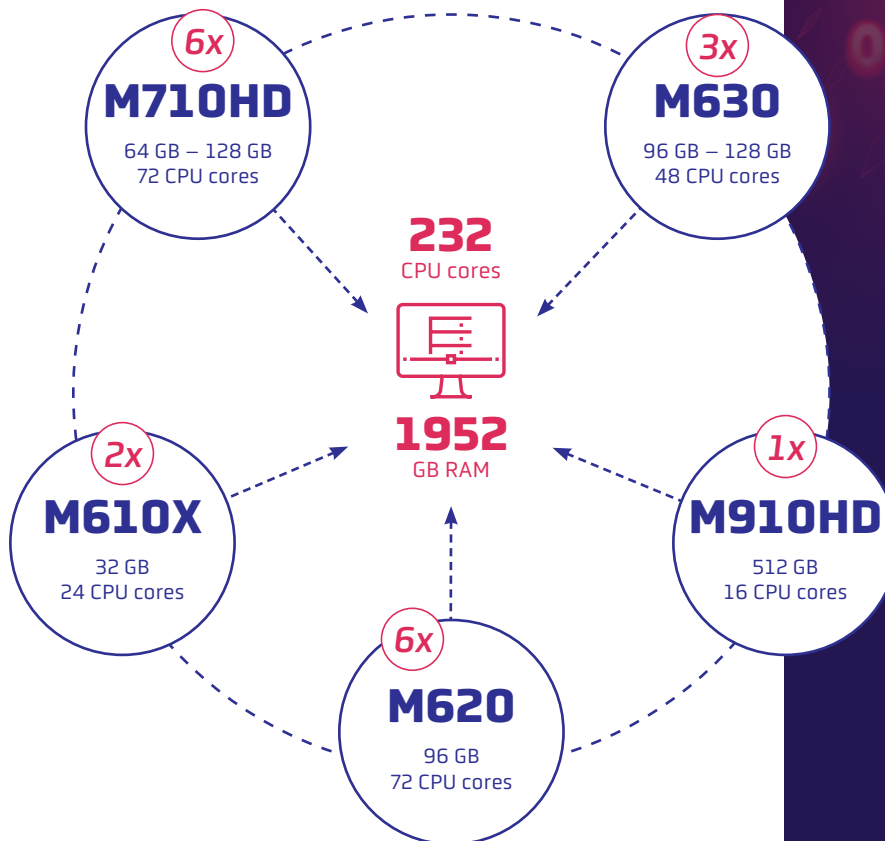 6x
M710HD
64 GB – 128 GB
72 CPU cores
3x
M630
96 GB – 128 GB
48 CPU cores
232
CPU cores
1952
GB RAM
2x
M610X
32 GB
24 CPU cores
1x
M910HD
512 GB
16 CPU cores
6x
M620
96 GB
72 CPU cores
0